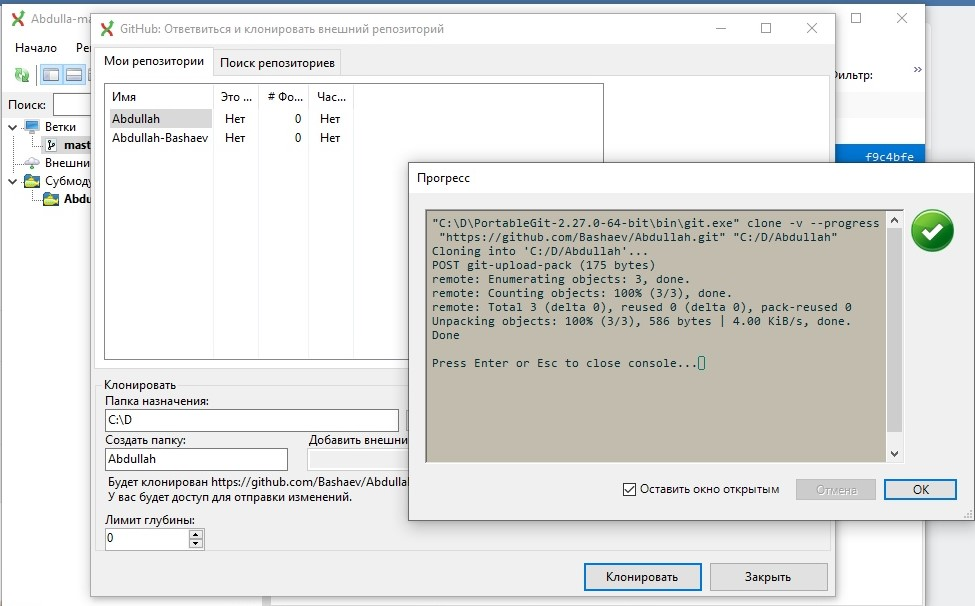 Abdulla-ma
GitHub: Ответвиться и клонировать внешний репозиторий
Начало
Ре
Мои репозитории
Поиск репозиториев
Фильтр:
»
Поиск:
Имя
Это ...
# Фо...
Час...
Abdullah
Нет
0
Нет
Abdullah-Bashaev
Нет
0
Нет
Ветки
mast
Внешни
Субмоду
Abdu
f9c4bfe
Прогресс
"C:\D\PortableGit-2.27.0-64-bit\bin\git.exe" clone -v --progress
"https://github.com/Bashaev/Abdullah.git" "C:/D/Abdullah"
Cloning into 'C:/D/Abdullah'...
POST git-upload-pack (175 bytes)
remote: Enumerating objects: 3, done.
remote: Counting objects: 100% (3/3), done.
remote: Total 3 (delta 0), reused 0 (delta 0), pack-reused 0
Unpacking objects: 100% (3/3), 586 bytes | 4.00 KiB/s, done.
Done
Press Enter or Esc to close console...
Оставить окно открытым
Отмена
OK
Клонировать
Папка назначения:
C:\D
Создать папку:
Добавить внешни
Abdullah
Будет клонирован https://github.com/Bashaev/Abdullal
У вас будет доступ для отправки изменений.
Лимит глубины:
0
Клонировать
Закрыть